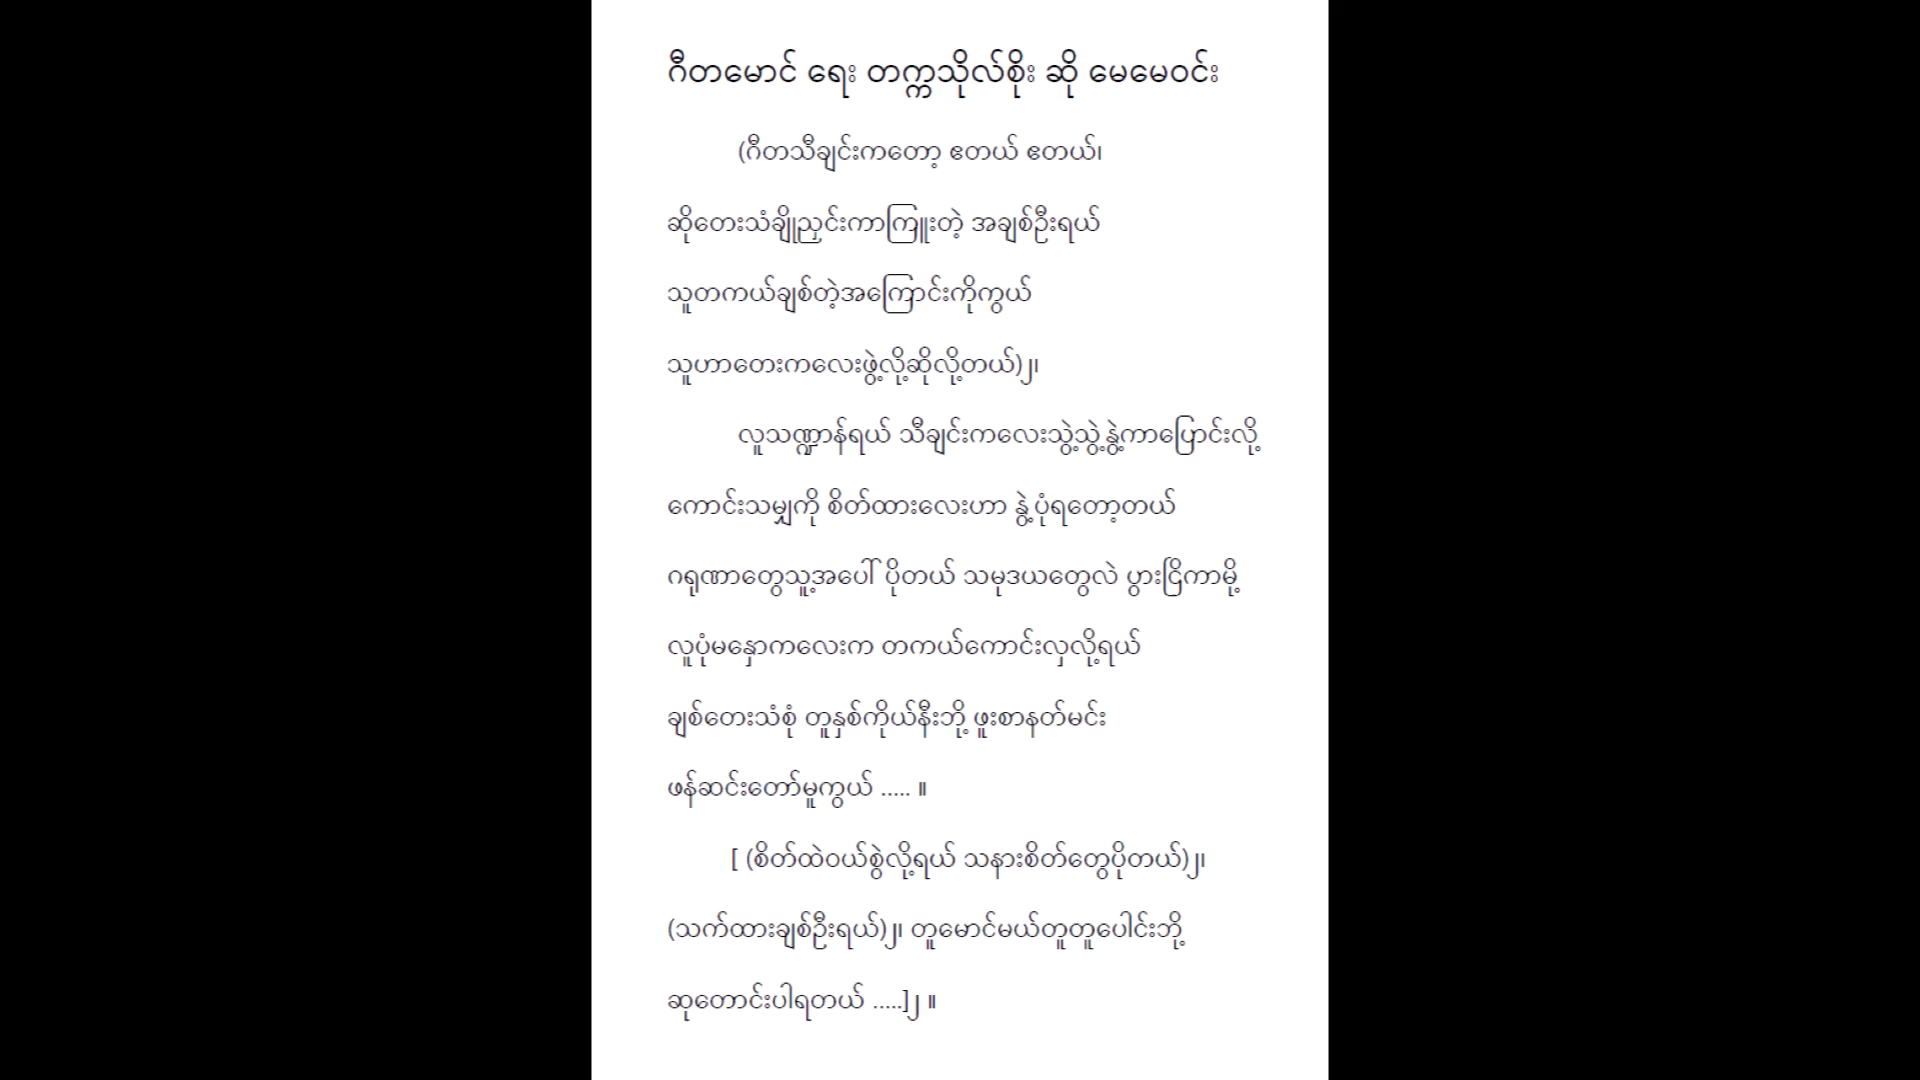 ဂီတမောင် ရေး တက္ကသိုလ်စိုး ဆို မေမေဝင်း
(ဂီတသီချင်းကတော့ ဧတယ် ဧတယ်၊
ဆိုတေးသံချိုညှင်းကာကြူးတဲ့ အချစ်ဦးရယ်
သူတကယ်ချစ်တဲ့အကြောင်းကိုကွယ်
သူဟာတေးကလေးဖွဲ့လို့ဆိုလို့တယ်)၂၊
လူသဏ္ဍာန်ရယ် သီချင်းကလေးသွဲ့သွဲ့နွဲ့ကာပြောင်းလို့
ကောင်းသမျှကို စိတ်ထားလေးဟာ နွဲ့ပုံရတော့တယ်
ဂရုဏာတွေသူ့အပေါ် ပိုတယ် သမုဒယတွေလဲ ပွားငြိကာမို့
လူပုံမနှောကလေးက တကယ်ကောင်းလှလို့ရယ်
ချစ်တေးသံစုံ တူနှစ်ကိုယ်နီးဘို့ ဖူးစာနတ်မင်း
ဖန်ဆင်းတော်မူကွယ် ..... ။
[ (စိတ်ထဲဝယ်စွဲလို့ရယ် သနားစိတ်တွေပိုတယ်)၂၊
(သက်ထားချစ်ဦးရယ်)၂၊ တူမောင်မယ်တူတူပေါင်းဘို့
ဆုတောင်းပါရတယ် .....]၂ ။